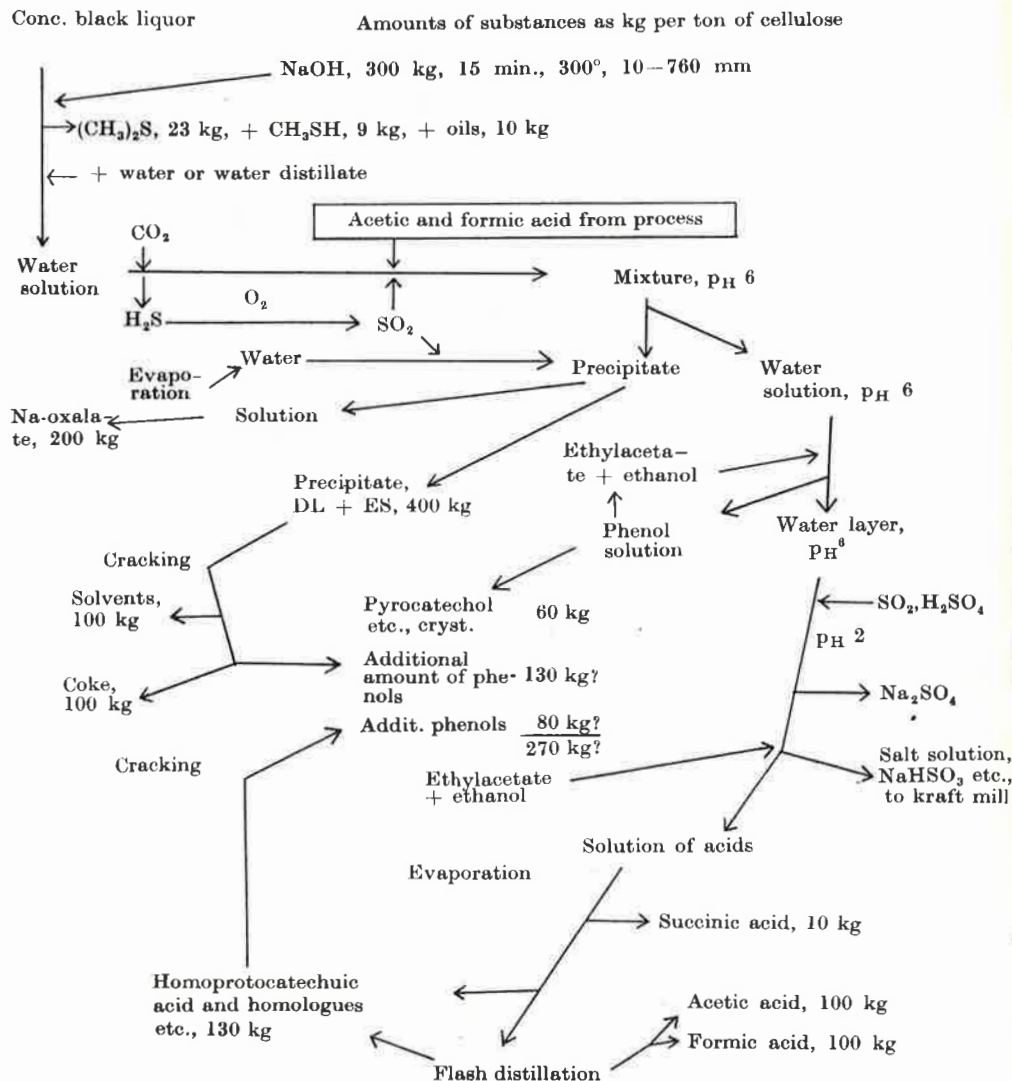 Conc. black liquor
Amounts of substances as kg per ton of cellulose
NaOH, 300 kg, 15 min., 300°, 10—760 mm
(CH₃)₂S, 23 kg, + CH₃SH, 9 kg, + oils, 10 kg
+ water or water distillate
Acetic and formic acid from process
CO₂
Water
solution
Mixture, pH 6
O₂
H₂S
SO₂
Water
Evapo-
ration
Precipitate
Water
solution, pH 6
Na-oxala-
te, 200 kg
Solution
Ethylaceta-
te + ethanol
Precipitate,
DL + ES, 400 kg
Phenol
solution
Water layer,
pH 6
Cracking
Solvents,
100 kg
Pyrocatechol
etc., cryst.
60 kg
SO₂, H₂SO₄
pH 2
Additional
amount of phe-
nols
130 kg?
Coke,
100 kg
Na₂SO₄
Addit. phenols
80 kg?
270 kg?
Cracking
Ethylacetate
+ ethanol
Salt solution,
NaHSO₃ etc.,
to kraft mill
Solution of acids
Evaporation
Succinic acid, 10 kg
Homoprotocatechuic
acid and homologues
etc., 130 kg
Acetic acid, 100 kg
Formic acid, 100 kg
Flash distillation